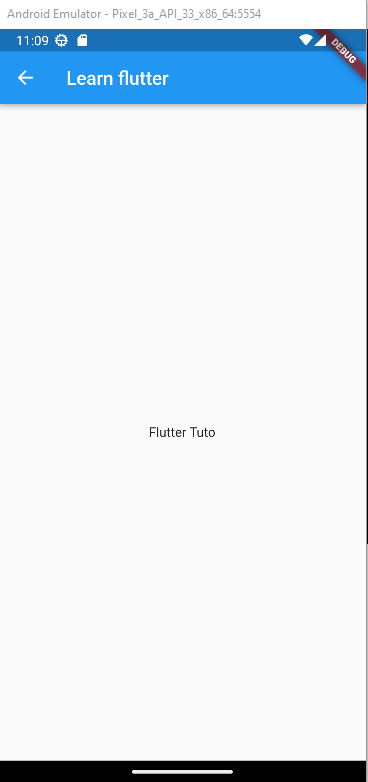 Android Emulator - Pixel_3a_API_33_x86_64:5554
11:09
DEBUG
Learn flutter
Flutter Tuto